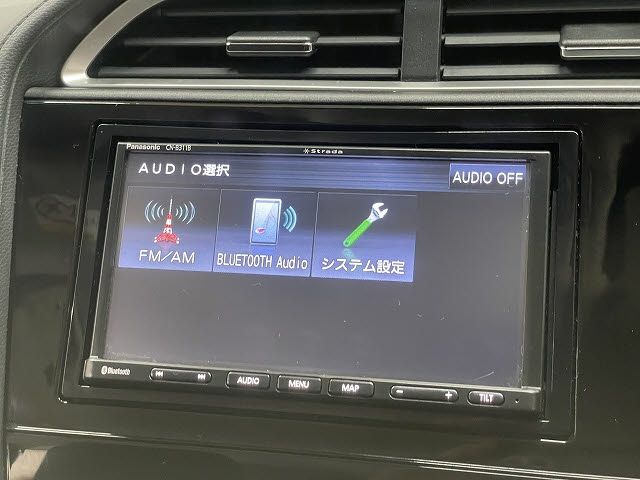 Panasonic CN-B311B
Strada
AUDIO選択
AUDIO OFF
FM/AM
BLUETOOTH Audio
システム設定
Bluetooth
AUDIO
MENU
MAP
− +
TILT